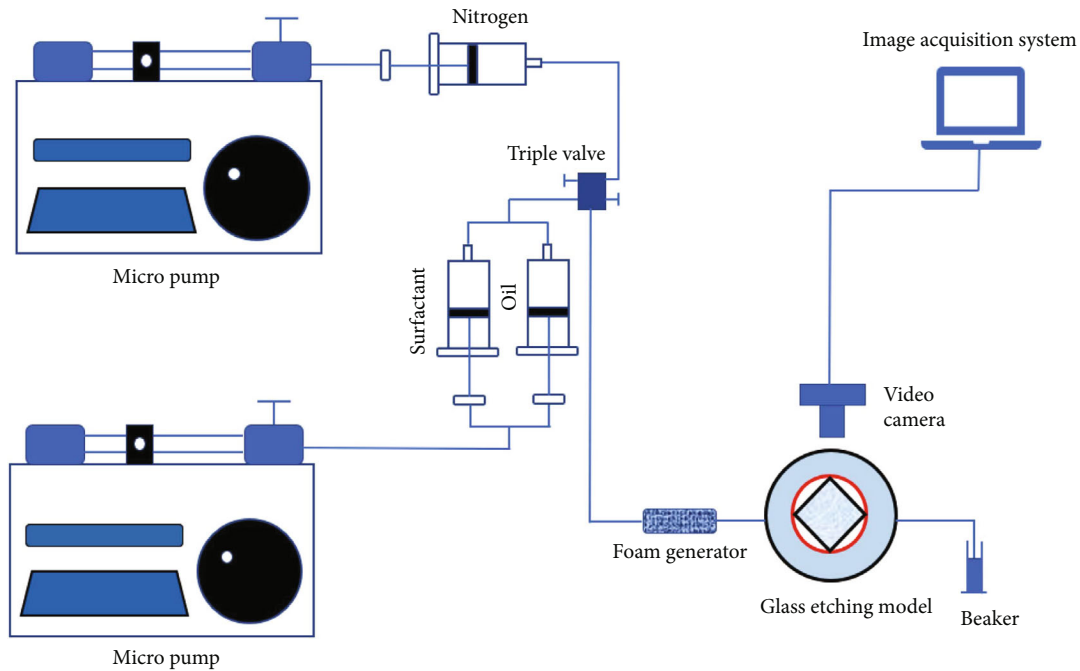 Nitrogen
Image acquisition system
Triple valve
Micro pump
Surfactant
Oil
Video
camera
Foam generator
Glass etching model
Beaker
Micro pump